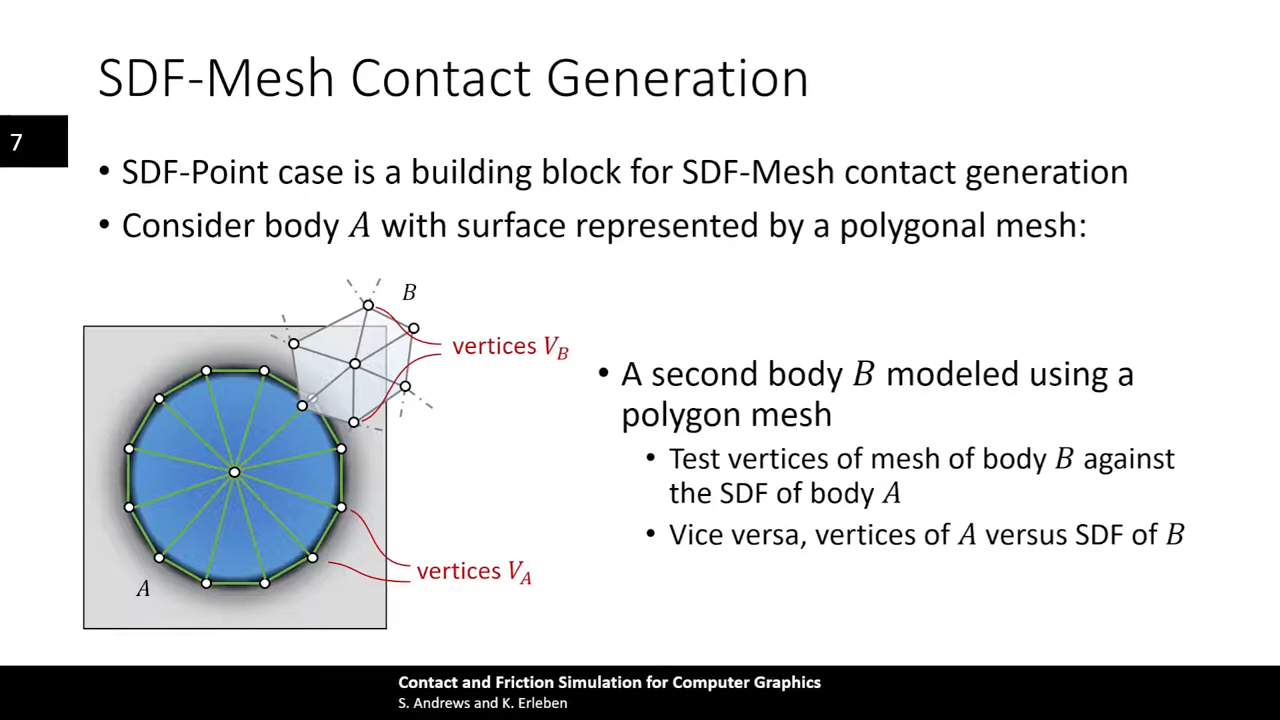 SDF-Mesh Contact Generation
7
• SDF-Point case is a building block for SDF-Mesh contact generation
• Consider body A with surface represented by a polygonal mesh:
B
vertices V_B
• A second body B modeled using a
polygon mesh
• Test vertices of mesh of body B against
the SDF of body A
• Vice versa, vertices of A versus SDF of B
vertices V_A
A
Contact and Friction Simulation for Computer Graphics
S. Andrews and K. Erleben